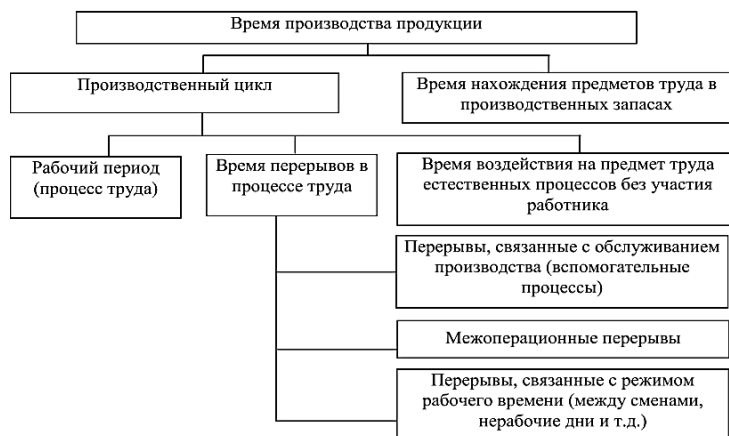 Время производства продукции
Производственный цикл
Время нахождения предметов труда в
производственных запасах
Рабочий период
(процесс труда)
Время перерывов в
процессе труда
Время воздействия на предмет труда
естественных процессов без участия
работника
Перерывы, связанные с обслуживанием
производства (вспомогательные
процессы)
Межоперационные перерывы
Перерывы, связанные с режимом
рабочего времени (между сменами,
нерабочие дни и т.д.)